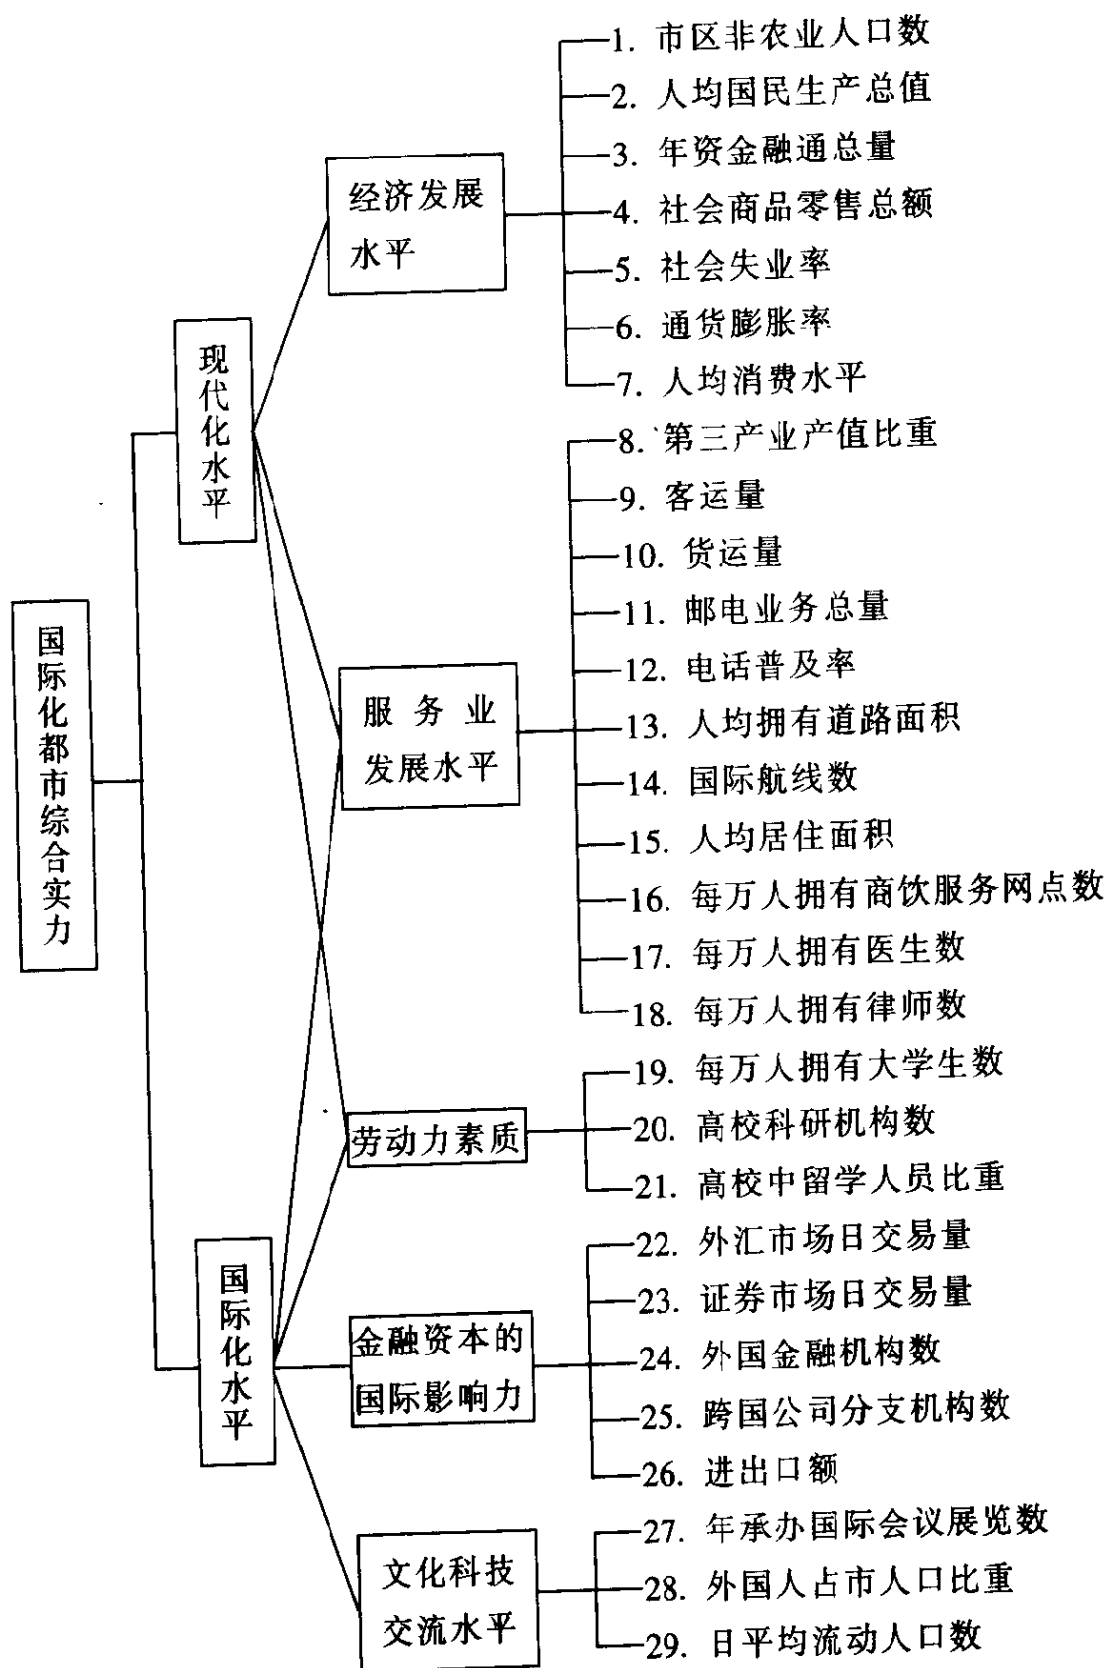 国际化都市综合实力
现代化水平
国际化水平
经济发展
水平
服务业
发展水平
劳动力素质
金融资本的
国际影响力
文化科技
交流水平
1. 市区非农业人口数
2. 人均国民生产总值
3. 年资金融通总量
4. 社会商品零售总额
5. 社会失业率
6. 通货膨胀率
7. 人均消费水平
8. 第三产业产值比重
9. 客运量
10. 货运量
11. 邮电业务总量
12. 电话普及率
13. 人均拥有道路面积
14. 国际航线数
15. 人均居住面积
16. 每万人拥有商饮服务网点数
17. 每万人拥有医生数
18. 每万人拥有律师数
19. 每万人拥有大学生数
20. 高校科研机构数
21. 高校中留学人员比重
22. 外汇市场日交易量
23. 证券市场日交易量
24. 外国金融机构数
25. 跨国公司分支机构数
26. 进出口额
27. 年承办国际会议展览数
28. 外国人占市人口比重
29. 日平均流动人口数